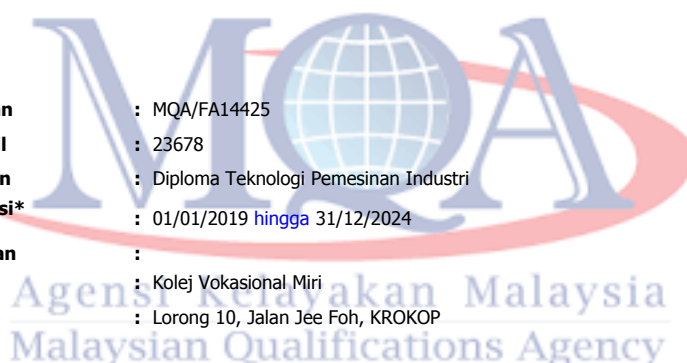 MQA
an : MQA/FA14425
l : 23678
n : Diploma Teknologi Pemesinan Industri
si* : 01/01/2019 hingga 31/12/2024
an :
: Kolej Vokasional Miri
: Lorong 10, Jalan Jee Foh, KROKOP
Agensi Kelayakan Malaysia
Malaysian Qualifications Agency